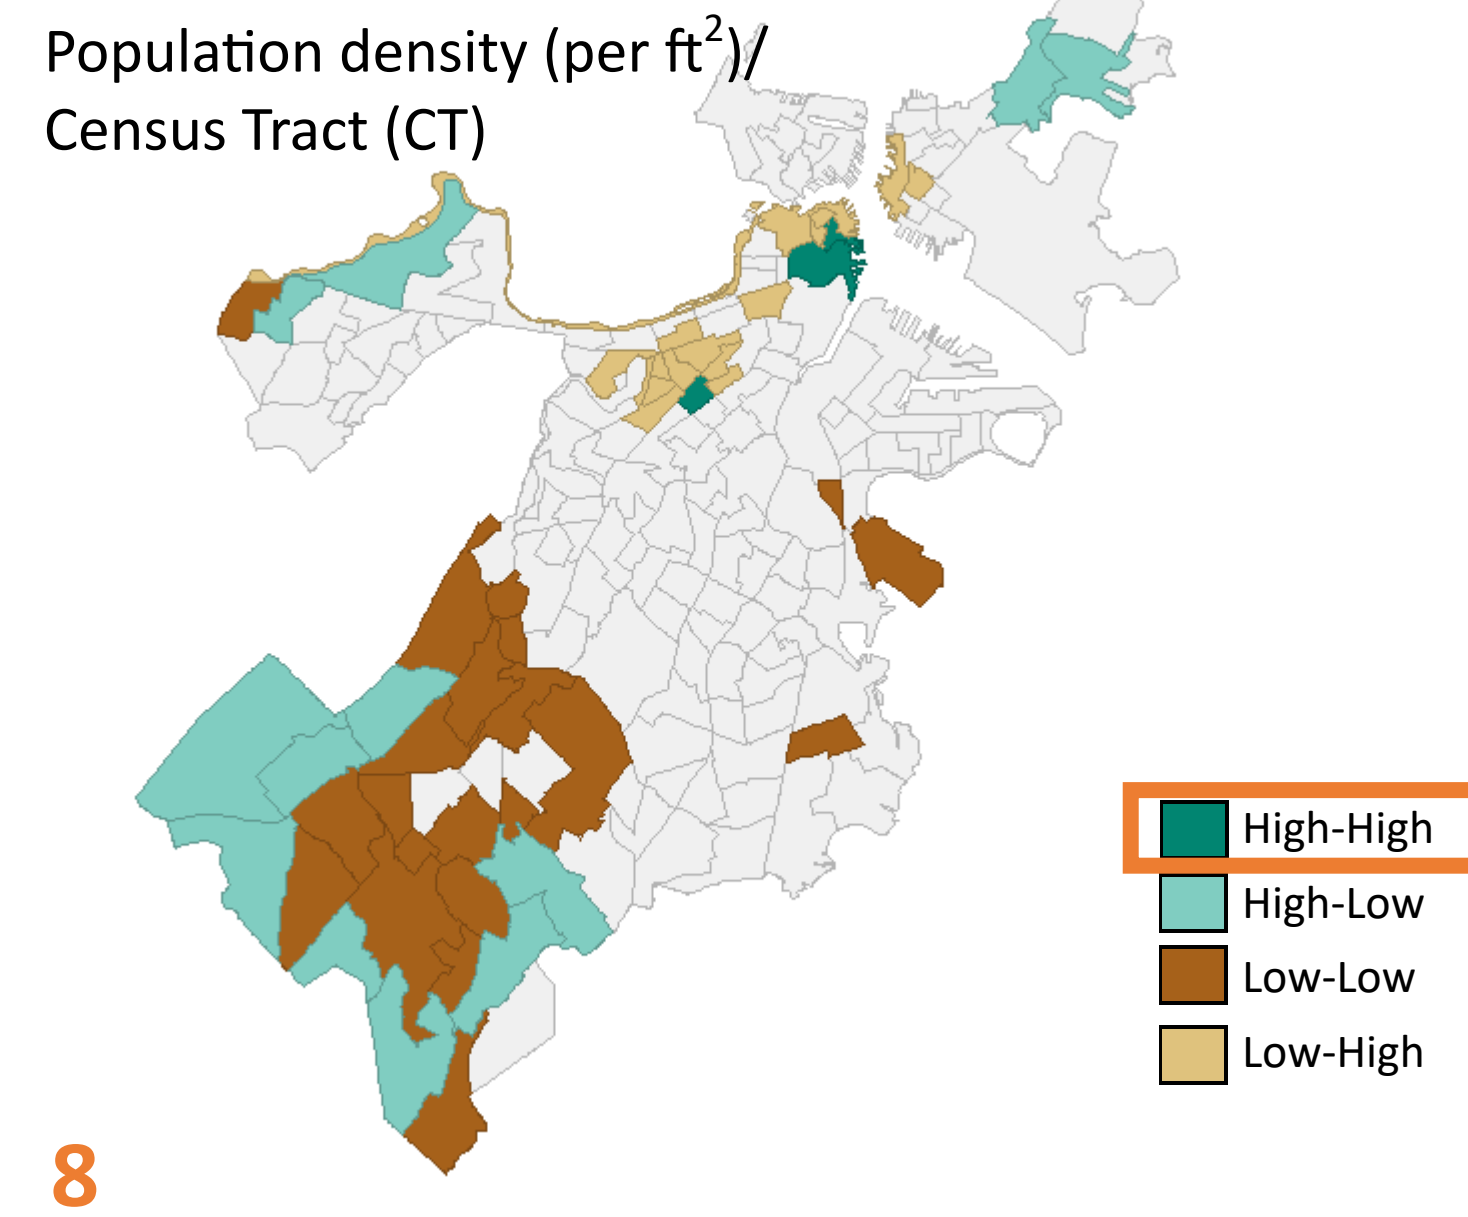 Population density (per ft²)/
Census Tract (CT)
High-High
High-Low
Low-Low
Low-High
8